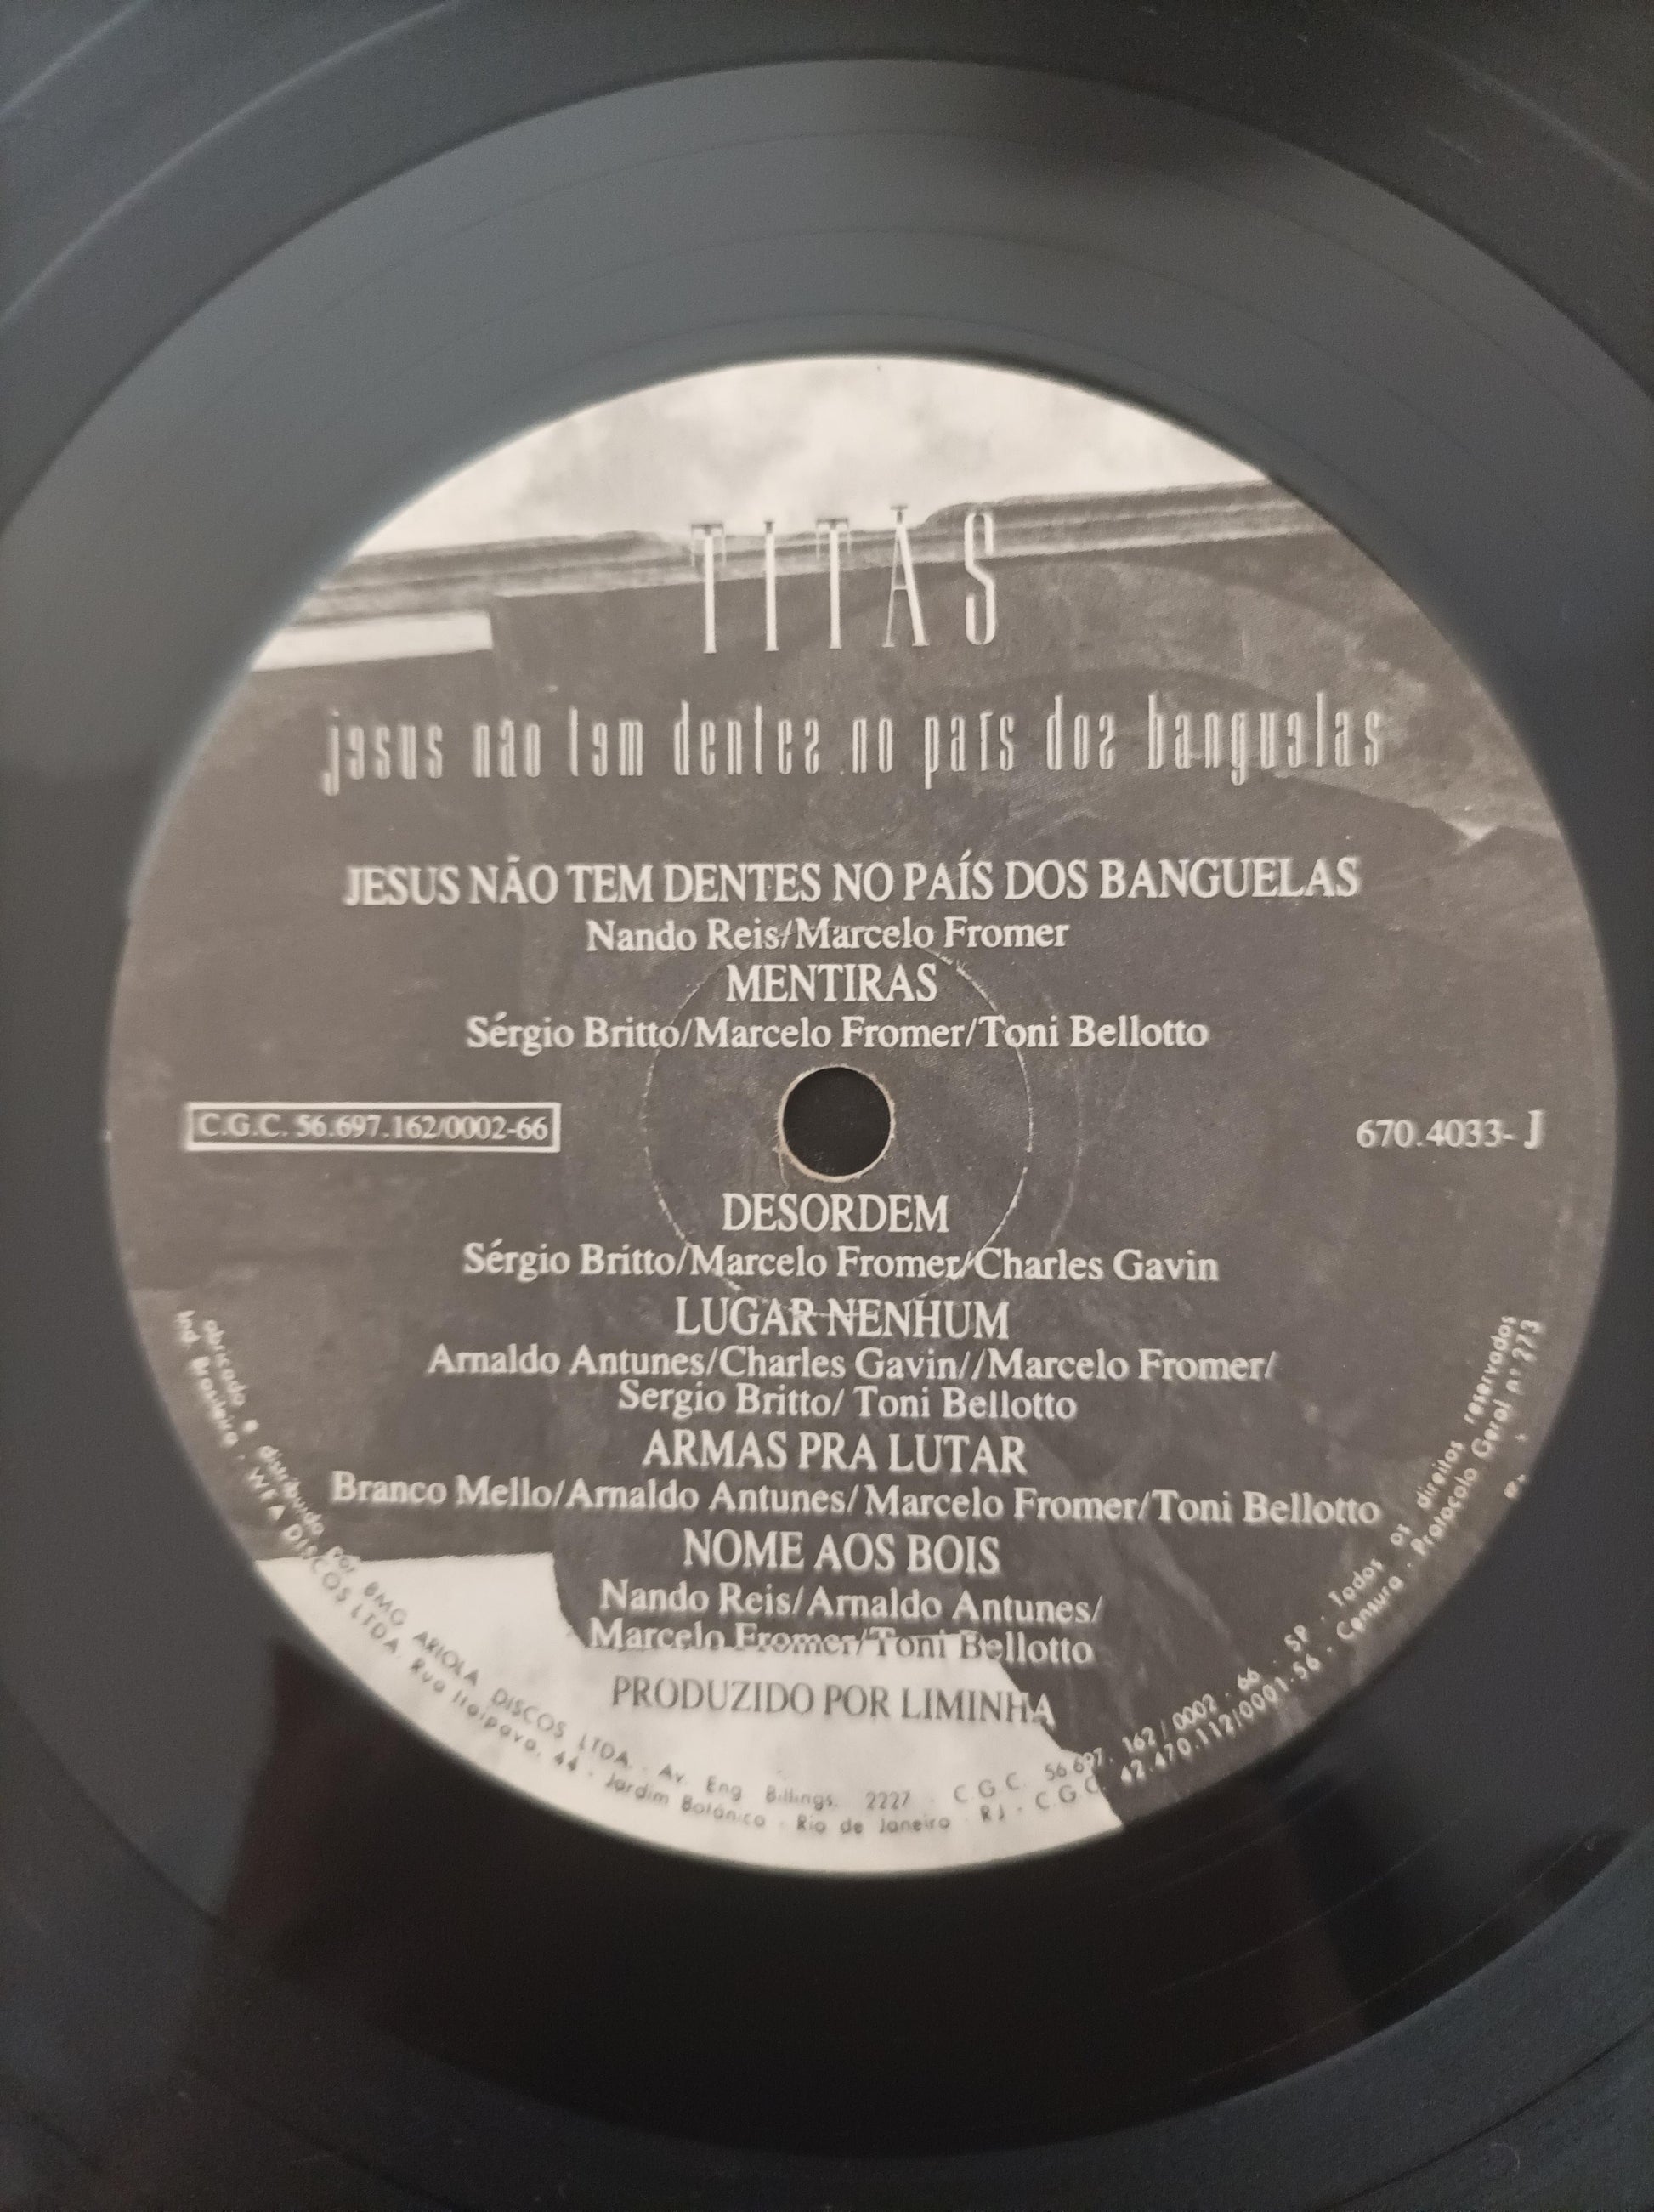 TITÃS
jesus não tem dentes no país dos banguelas
JESUS NÃO TEM DENTES NO PAÍS DOS BANGUELAS
Nando Reis/Marcelo Fromer
MENTIRAS
Sérgio Britto/Marcelo Fromer/Toni Bellotto
C.G.C. 56.697.162/0002-66
670.4033- J
DESORDEM
Sérgio Britto/Marcelo Fromer/Charles Gavin
LUGAR NENHUM
Arnaldo Antunes/Charles Gavin//Marcelo Fromer/
Sergio Britto/ Toni Bellotto
ARMAS PRA LUTAR
Branco Mello/Arnaldo Antunes/ Marcelo Fromer/Toni Bellotto
NOME AOS BOIS
Nando Reis/Arnaldo Antunes/
Marcelo Fromer/Toni Bellotto
PRODUZIDO POR LIMINHA
abricado e distribuido por BMG ARIOLA DISCOS LTDA. Av. Eng Billings, 2227 - C.G.C. 56.697.162/0002-66 - SP - Todos os direitos reservados
Ind. Brasileira - WEA DISCOS LTDA. Rua Itaipava, 44 - Jardim Botânico - Rio de Janeiro - RJ - C.G.C. 42.470.112/0001-56 - Censura - Protocolo Geral nº 273